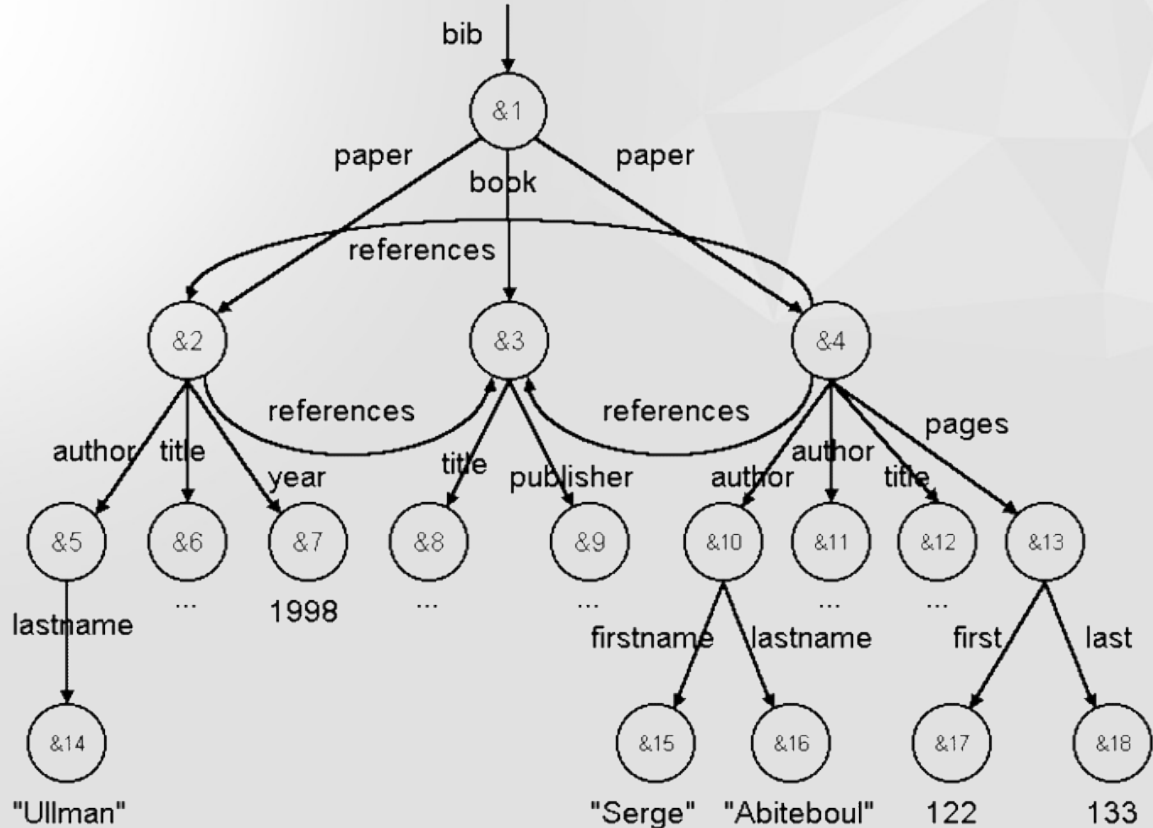 bib
&1
paper book paper
references
&2 &3 &4
references references
author title year title publisher author author title pages
&5 &6 &7 &8 &9 &10 &11 &12 &13
... 1998 ... ... ... ...
lastname firstname lastname first last
&14 &15 &16 &17 &18
"Ullman" "Serge" "Abiteboul" 122 133